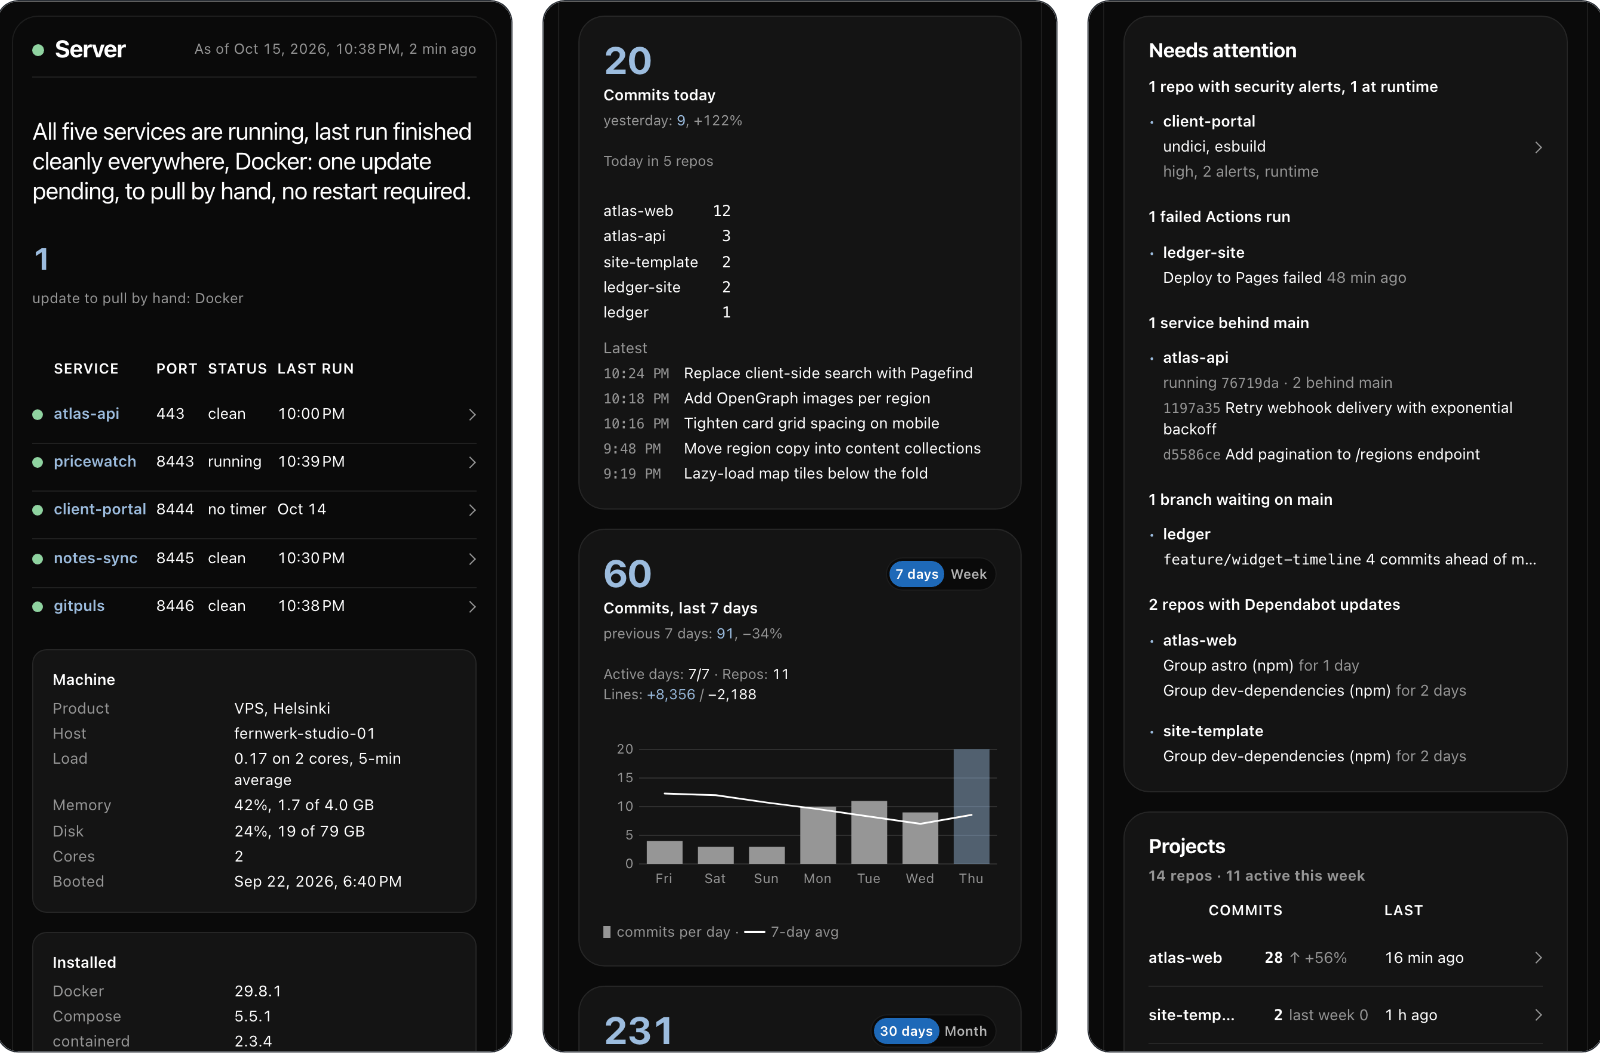 Server
As of Oct 15, 2026, 10:38 PM, 2 min ago
All five services are running, last run finished
cleanly everywhere, Docker: one update
pending, to pull by hand, no restart required.
1
update to pull by hand: Docker
SERVICE PORT STATUS LAST RUN
atlas-api 443 clean 10:00 PM
pricewatch 8443 running 10:39 PM
client-portal 8444 no timer Oct 14
notes-sync 8445 clean 10:30 PM
gitpuls 8446 clean 10:38 PM
Machine
Product VPS, Helsinki
Host fernwerk-studio-01
Load 0.17 on 2 cores, 5-min
average
Memory 42%, 1.7 of 4.0 GB
Disk 24%, 19 of 79 GB
Cores 2
Booted Sep 22, 2026, 6:40 PM
Installed
Docker 29.8.1
Compose 5.5.1
containerd 2.3.4
20
Commits today
yesterday: 9, +122%
Today in 5 repos
atlas-web 12
atlas-api 3
site-template 2
ledger-site 2
ledger 1
Latest
10:24 PM Replace client-side search with Pagefind
10:18 PM Add OpenGraph images per region
10:16 PM Tighten card grid spacing on mobile
9:48 PM Move region copy into content collections
9:19 PM Lazy-load map tiles below the fold
60
7 days Week
Commits, last 7 days
previous 7 days: 91, −34%
Active days: 7/7 · Repos: 11
Lines: +8,356 / −2,188
20
15
10
5
0
Fri Sat Sun Mon Tue Wed Thu
commits per day · 7-day avg
231
30 days Month
Needs attention
1 repo with security alerts, 1 at runtime
· client-portal
undici, esbuild
high, 2 alerts, runtime
1 failed Actions run
· ledger-site
Deploy to Pages failed 48 min ago
1 service behind main
· atlas-api
running 76719da · 2 behind main
1197a35 Retry webhook delivery with exponential
backoff
d5586ce Add pagination to /regions endpoint
1 branch waiting on main
· ledger
feature/widget-timeline 4 commits ahead of m…
2 repos with Dependabot updates
· atlas-web
Group astro (npm) for 1 day
Group dev-dependencies (npm) for 2 days
· site-template
Group dev-dependencies (npm) for 2 days
Projects
14 repos · 11 active this week
COMMITS LAST
atlas-web 28 ↑ +56% 16 min ago
site-temp… 2 last week 0 1 h ago